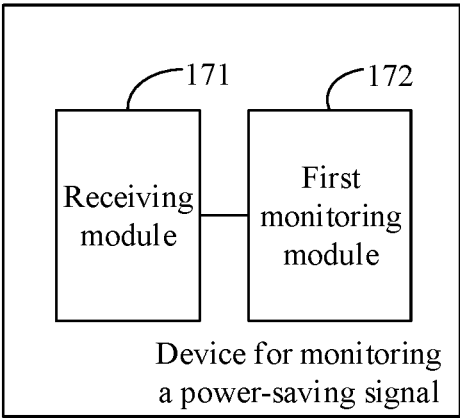 171
172
Receiving
module
First
monitoring
module
Device for monitoring
a power-saving signal